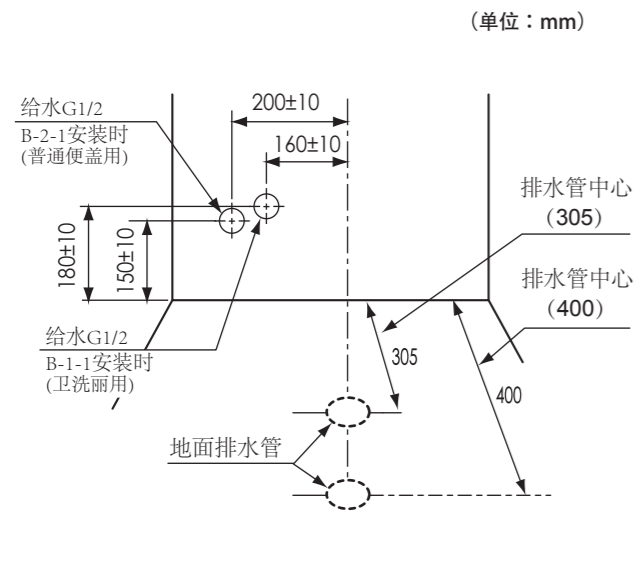 （单位：mm）
给水G1/2
B-2-1安装时
(普通便盖用)
200±10
160±10
180±10
150±10
排水管中心
（305）
排水管中心
（400）
给水G1/2
B-1-1安装时
(卫洗丽用)
305
400
地面排水管